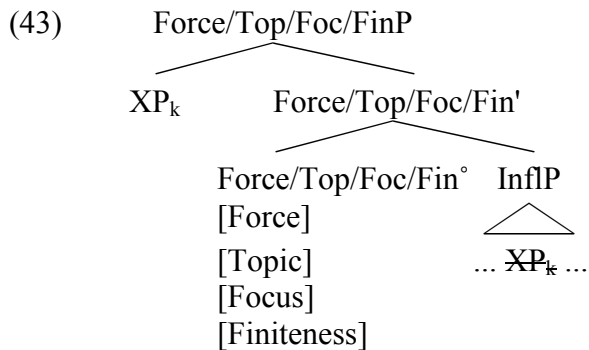 (43) Force/Top/Foc/FinP
XPk Force/Top/Foc/Fin'
Force/Top/Foc/Fin° InflP
[Force]
[Topic] ... XPk ...
[Focus]
[Finiteness]